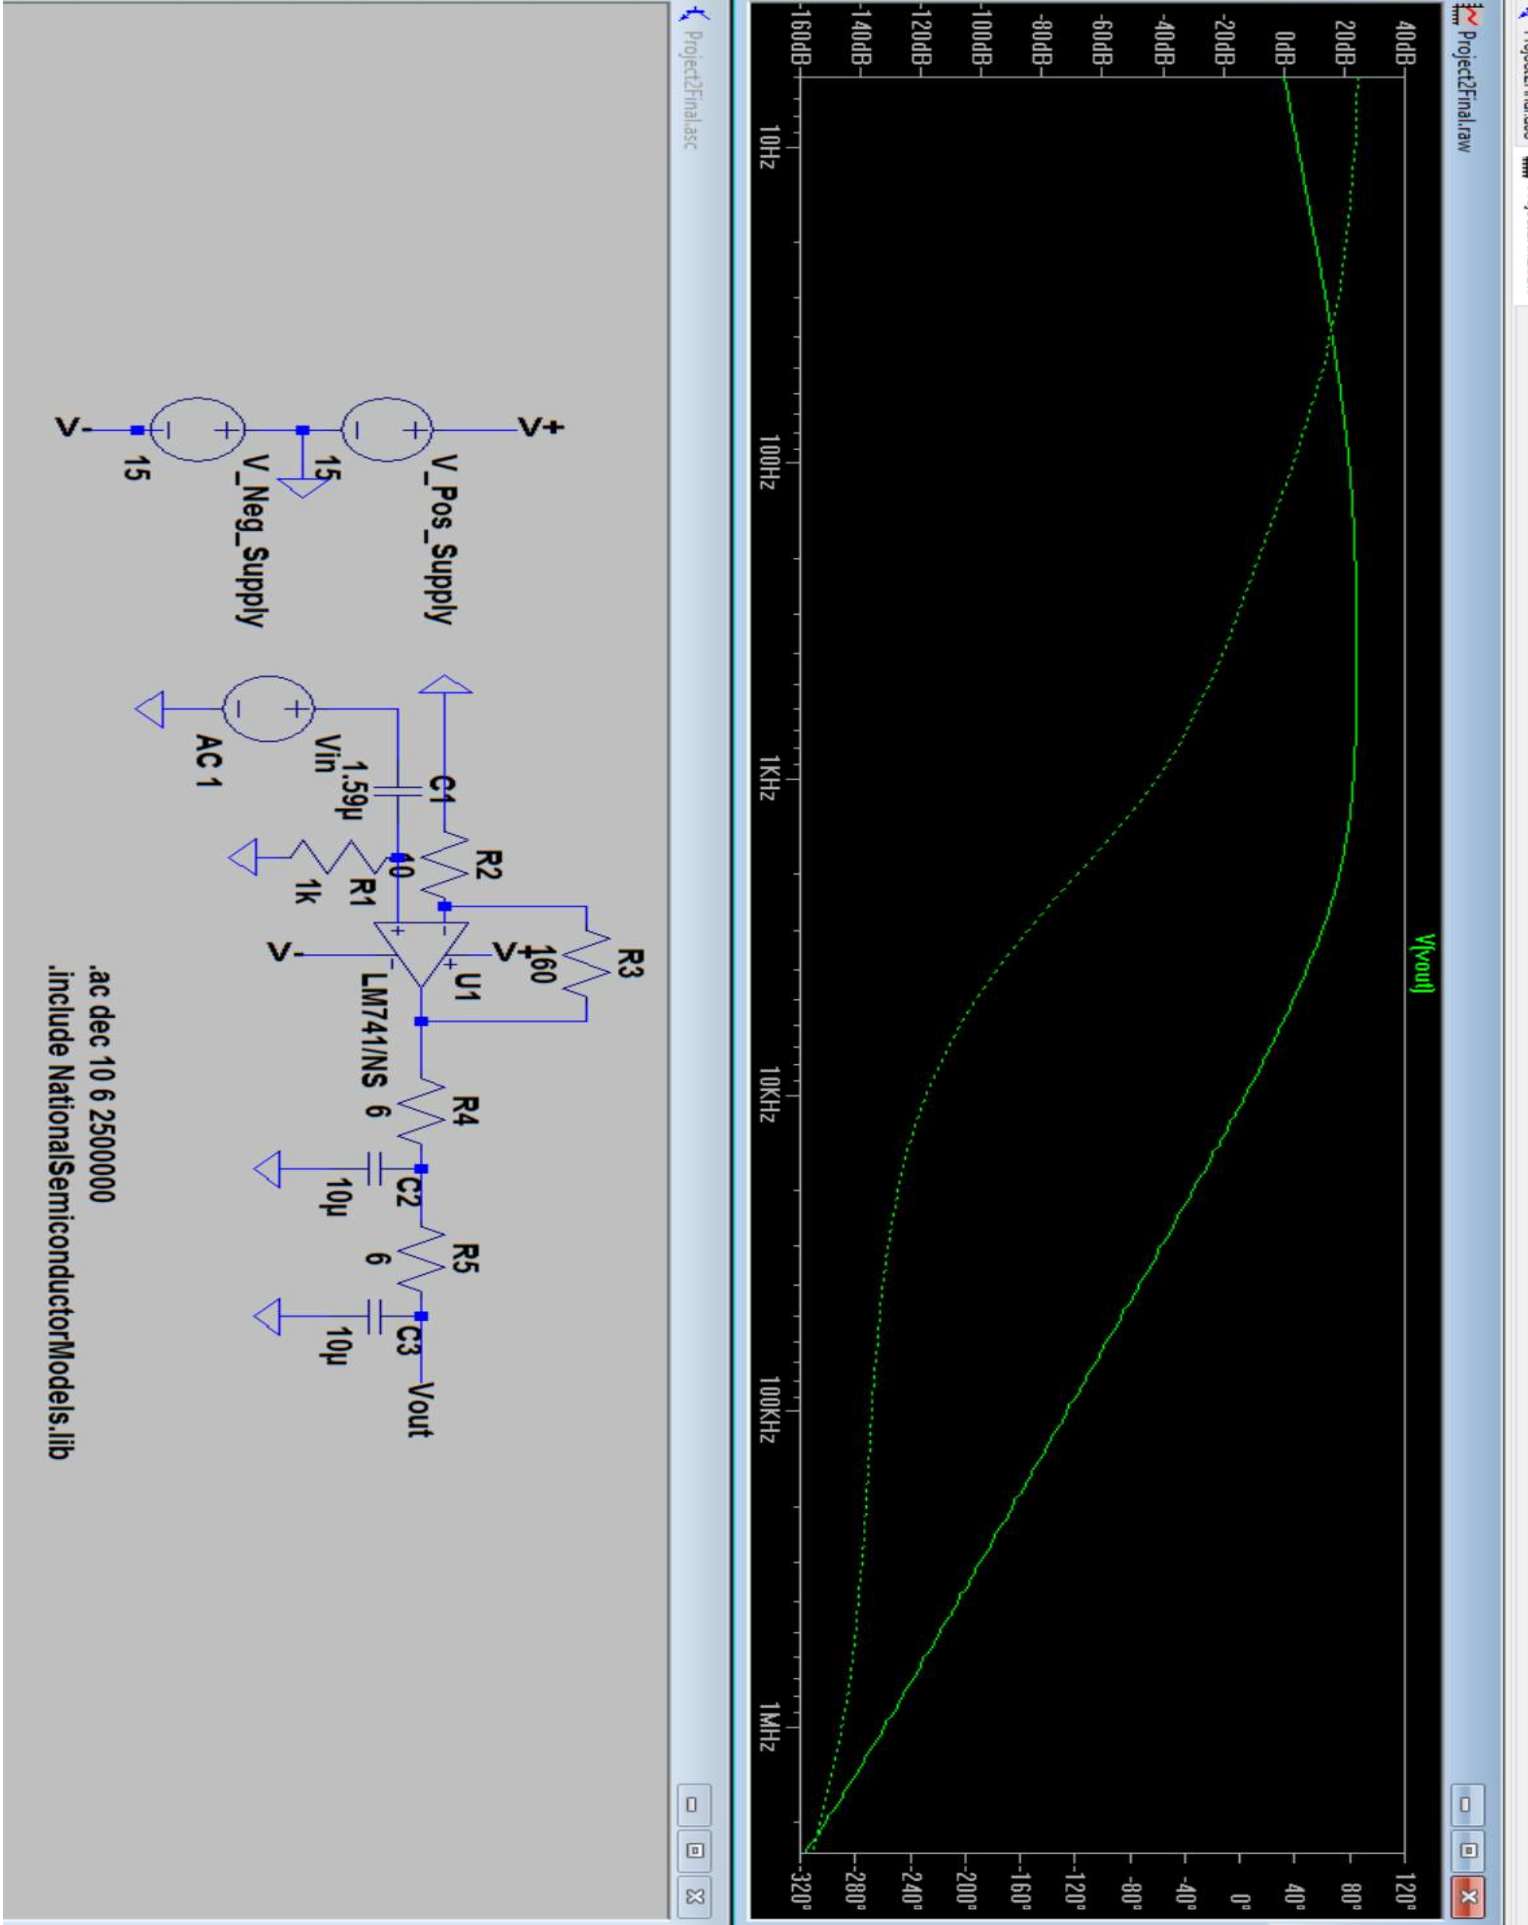 Project2Final.raw
V(vout)
40dB
20dB
0dB
-20dB
-40dB
-60dB
-80dB
-100dB
-120dB
-140dB
-160dB
120°
80°
40°
0°
-40°
-80°
-120°
-160°
-200°
-240°
-280°
-320°
10Hz
100Hz
1KHz
10KHz
100KHz
1MHz
Project2Final.asc
R3
160
V+
V_Pos_Supply
15
V_Neg_Supply
15
V-
R2
10
C1
1.59µ
Vin
AC 1
R1
1k
V+
U1
LM741/NS
V-
R4
6
C2
10µ
R5
6
C3
10µ
Vout
.ac dec 10 6 2500000
.include NationalSemiconductorModels.lib